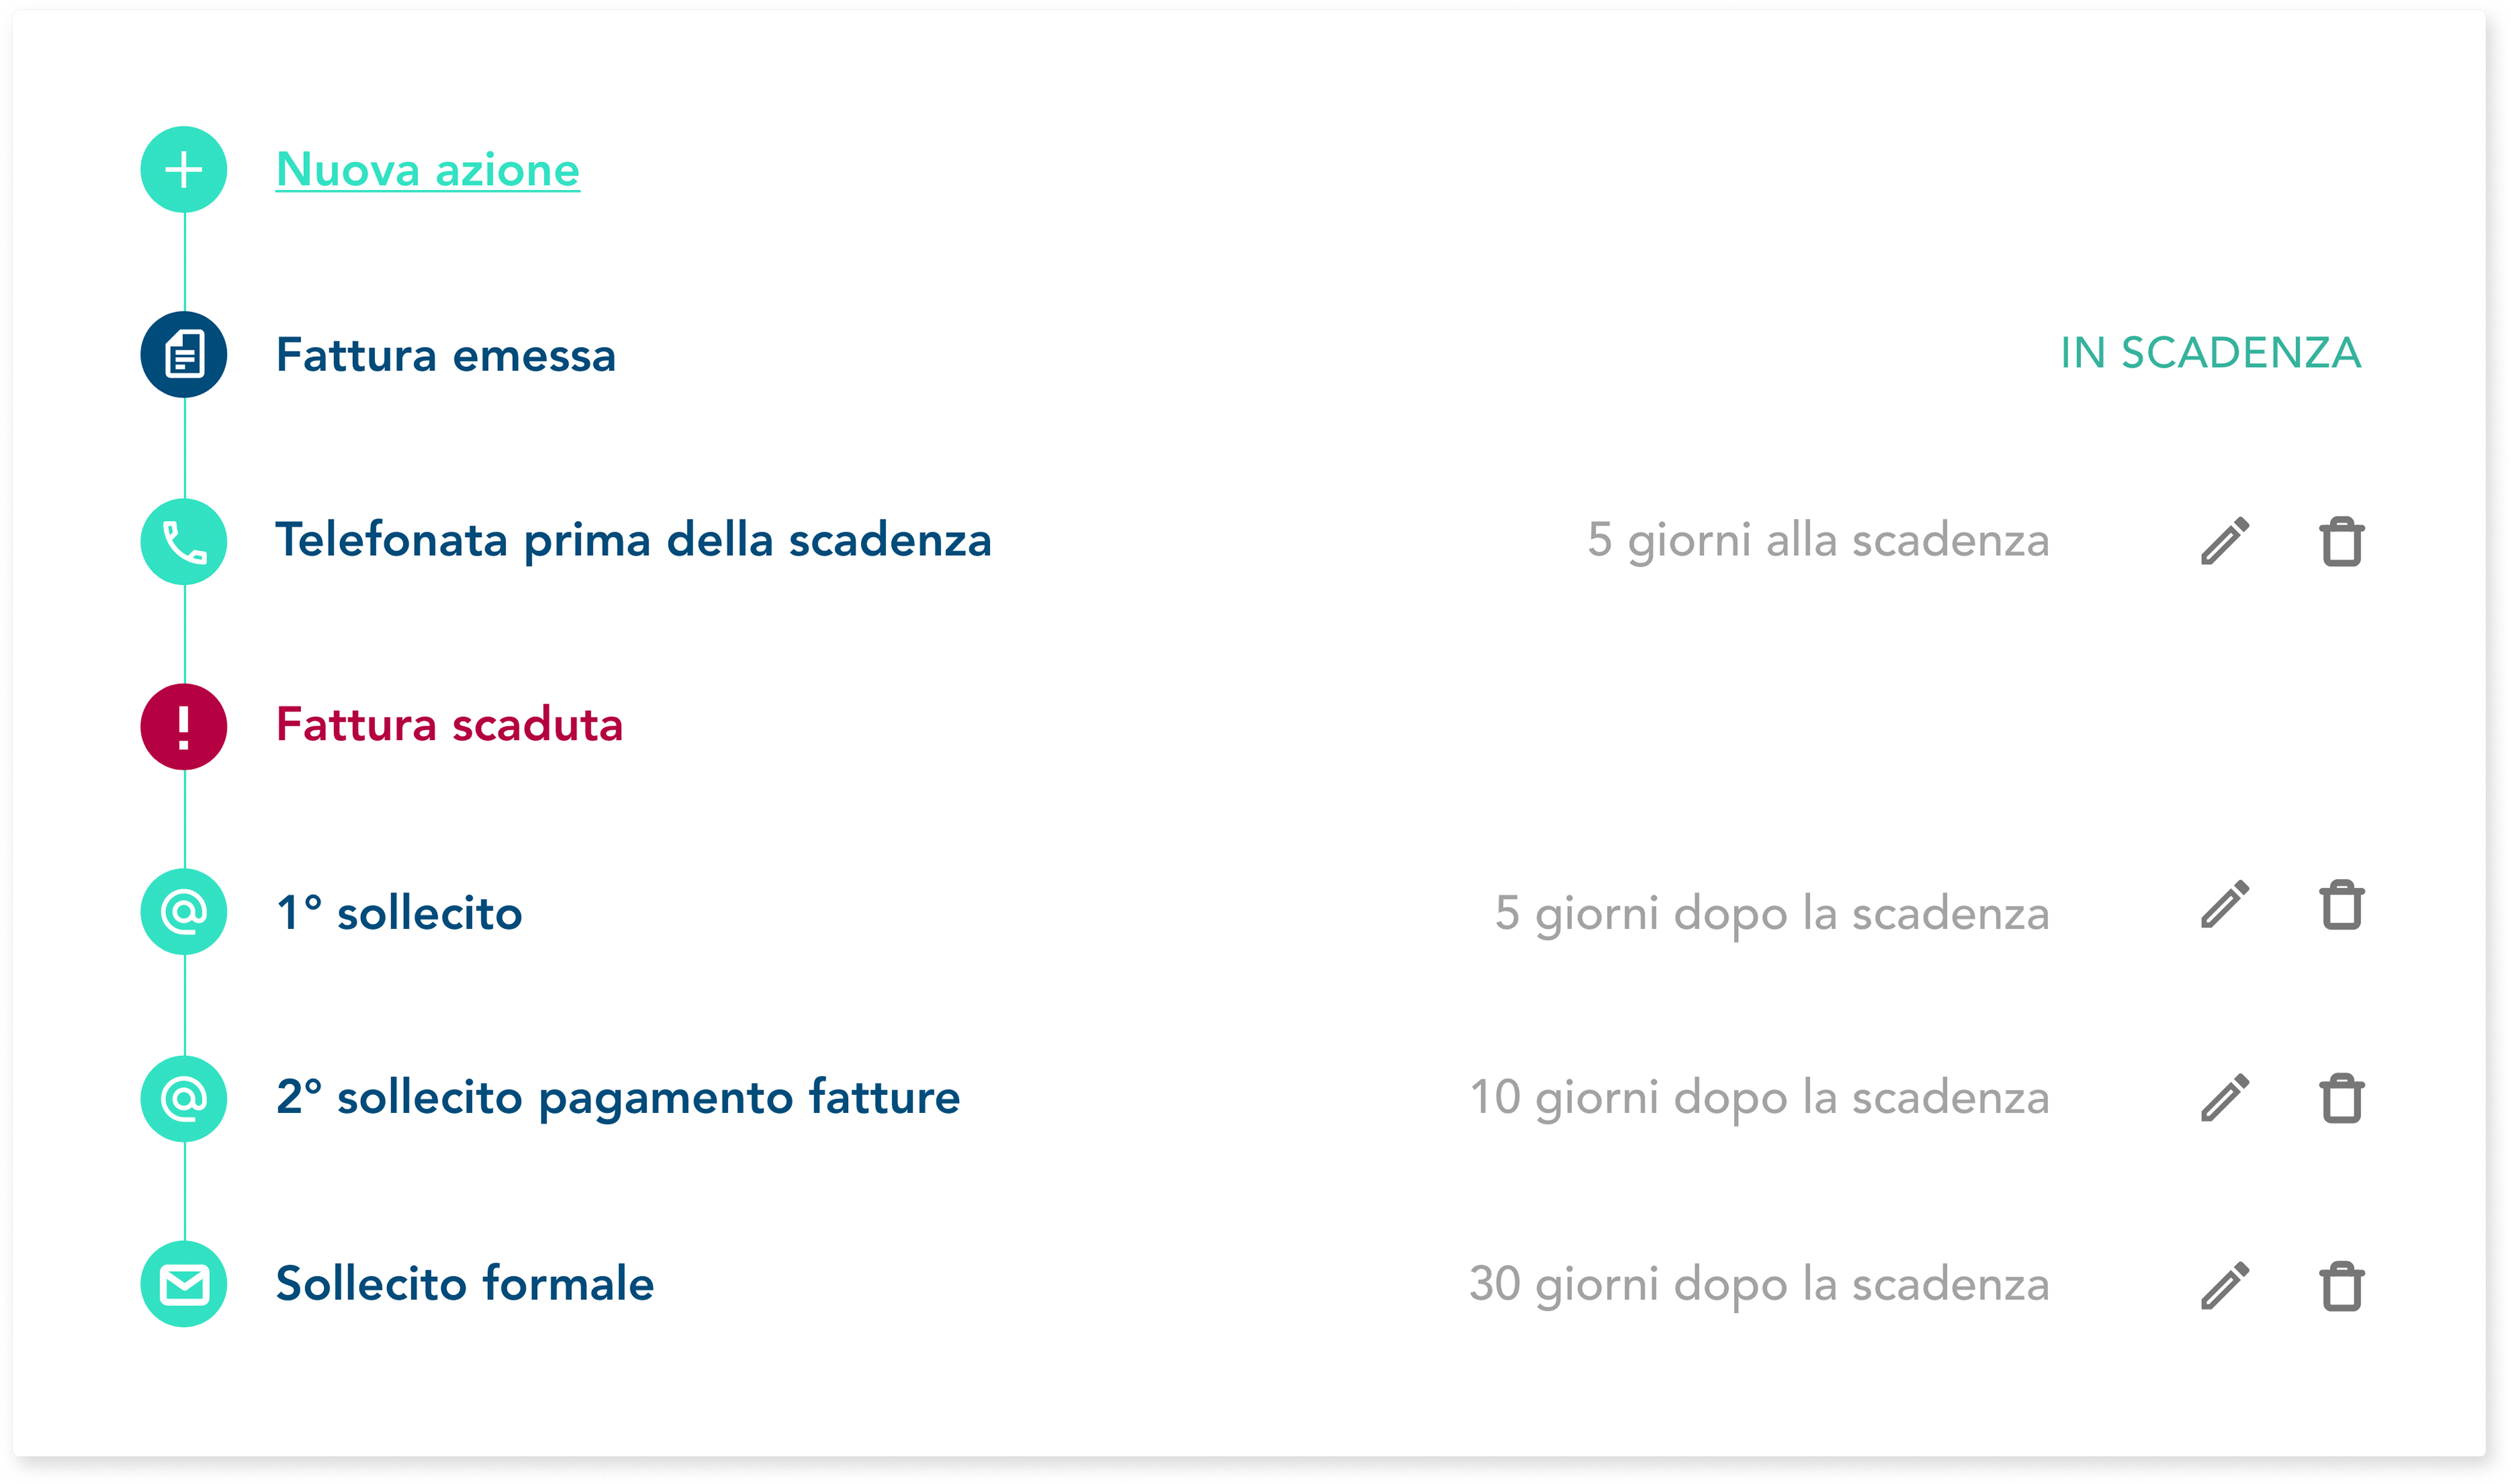 Nuova azione
Fattura emessa IN SCADENZA
Telefonata prima della scadenza 5 giorni alla scadenza
Fattura scaduta
1° sollecito 5 giorni dopo la scadenza
2° sollecito pagamento fatture 10 giorni dopo la scadenza
Sollecito formale 30 giorni dopo la scadenza